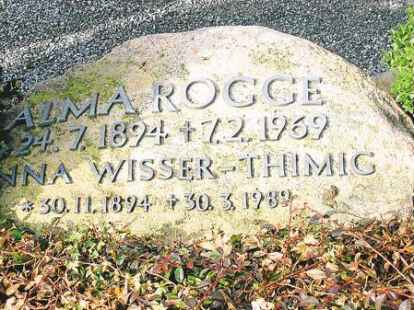 ALMA ROGGE
* 24. 7. 1894 + 7. 2. 1969
NNA WISSER-THIMIG
* 30. 11. 1894 + 30. 3. 1989